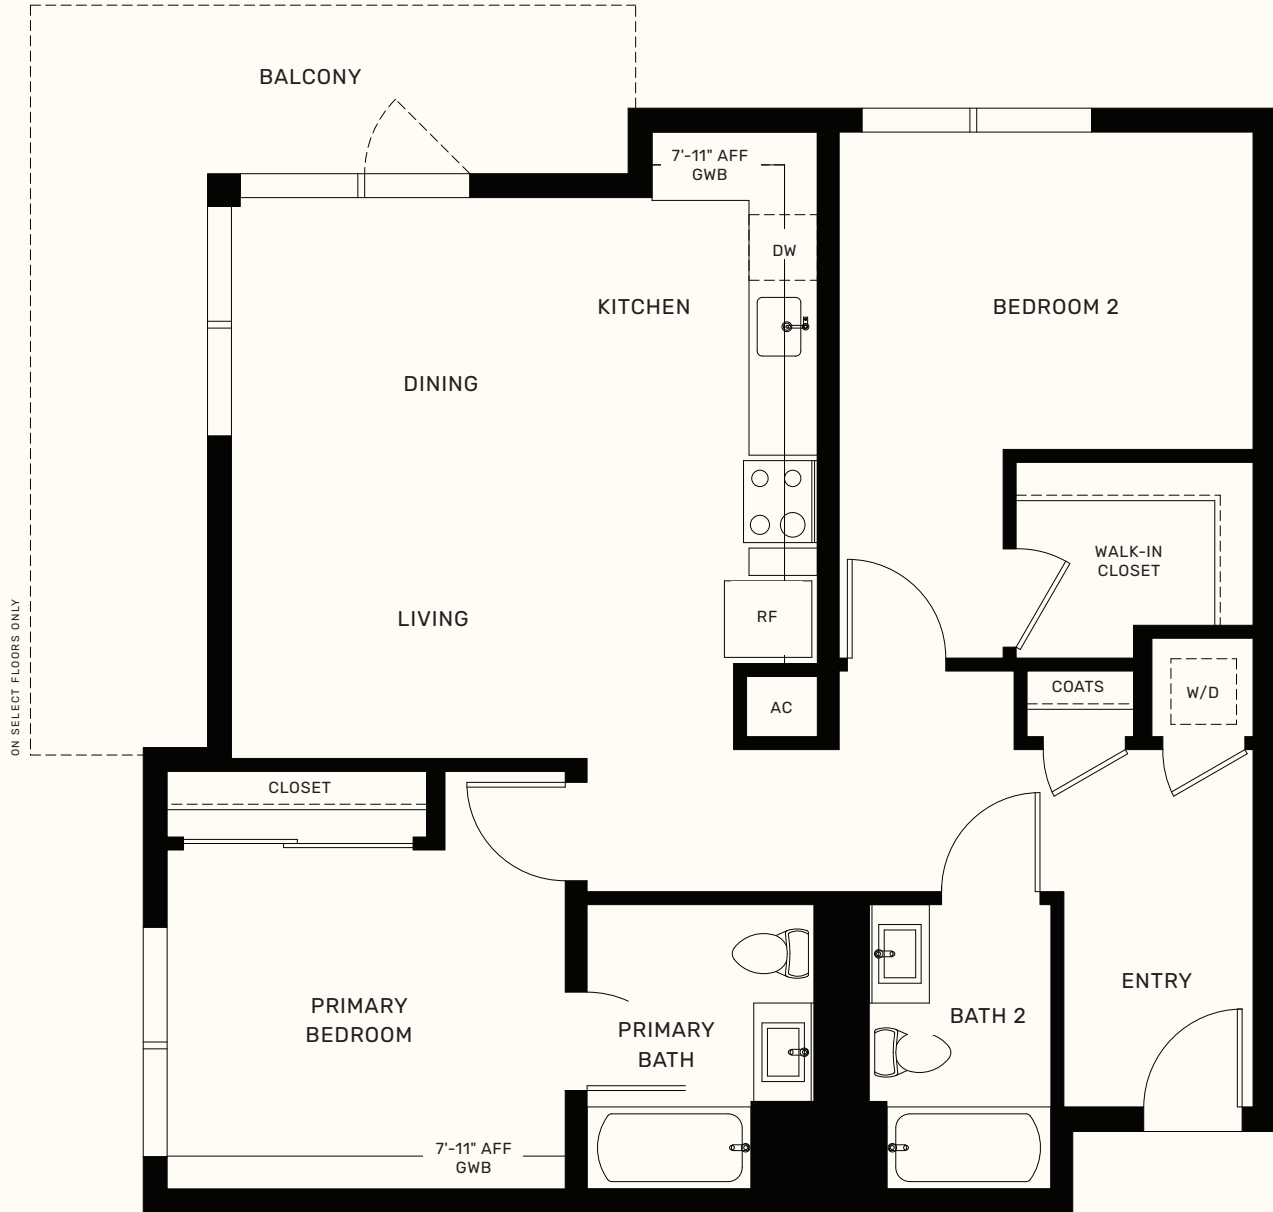 BALCONY
7'-11" AFF
GWB
DW
KITCHEN
BEDROOM 2
DINING
WALK-IN
CLOSET
LIVING
RF
ON SELECT FLOORS ONLY
COATS
W/D
AC
CLOSET
ENTRY
PRIMARY
BEDROOM
PRIMARY
BATH
BATH 2
7'-11" AFF
GWB